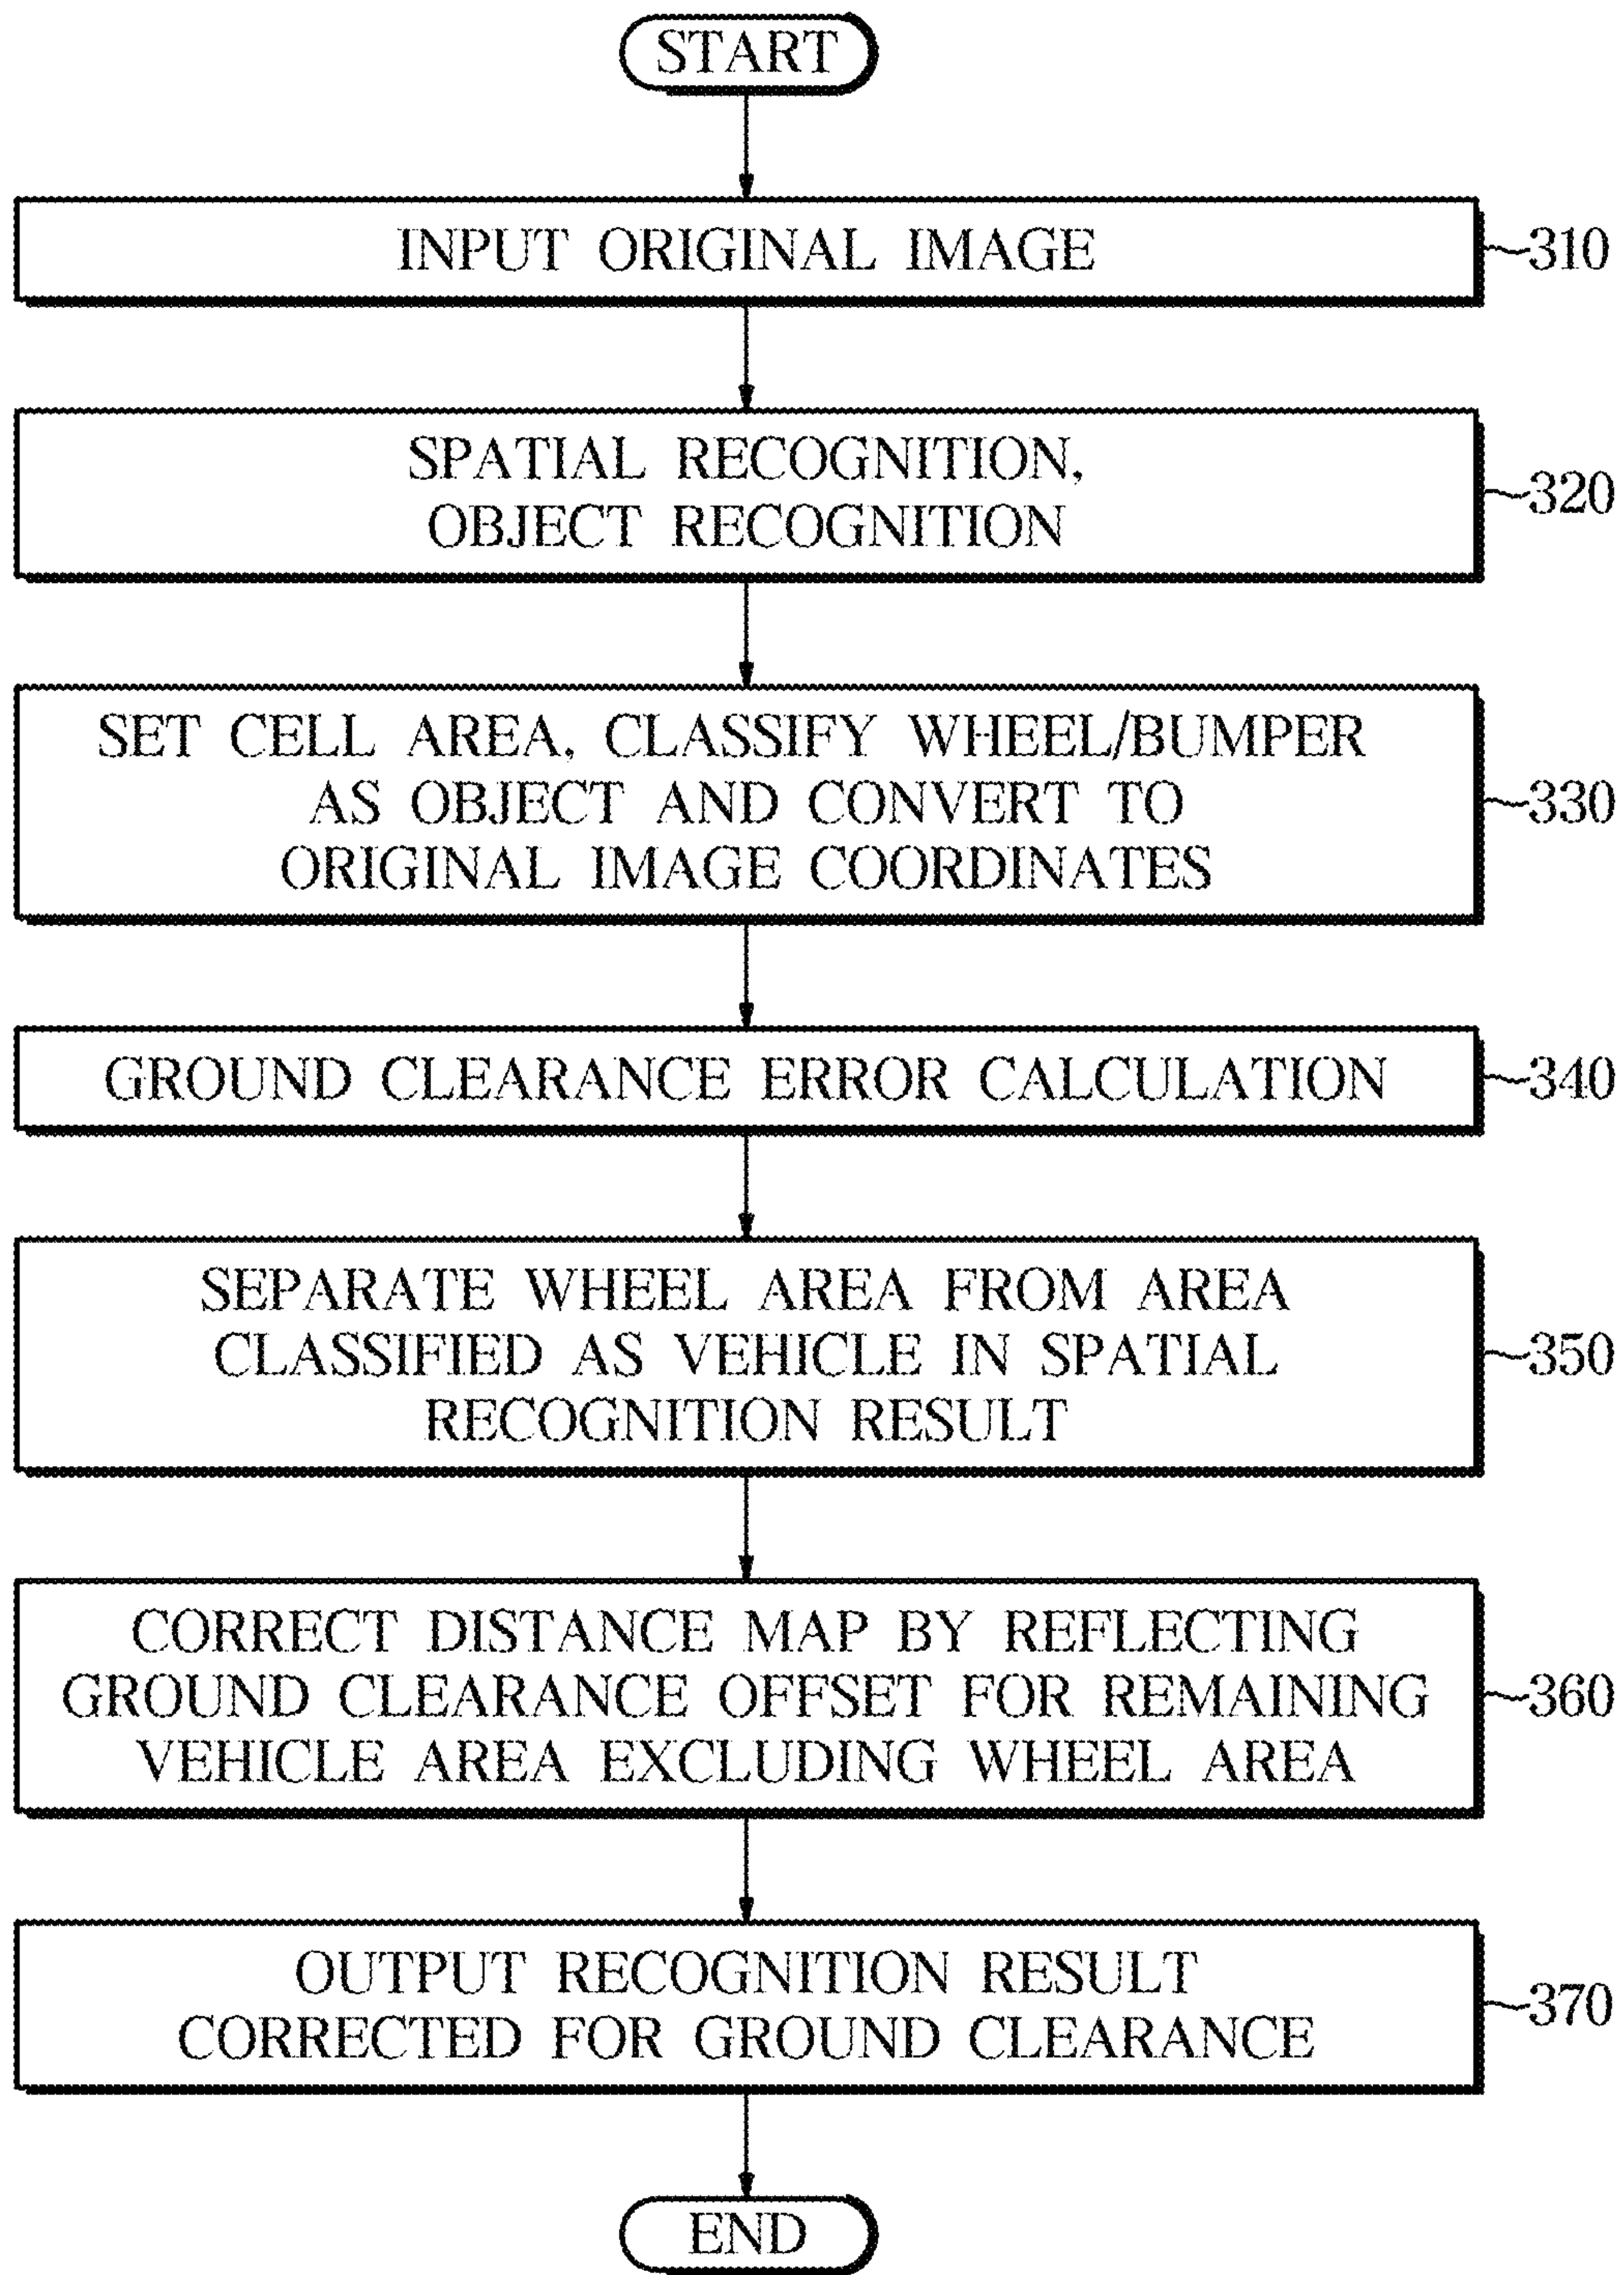 START
INPUT ORIGINAL IMAGE
310
SPATIAL RECOGNITION,
OBJECT RECOGNITION
320
SET CELL AREA, CLASSIFY WHEEL/BUMPER
AS OBJECT AND CONVERT TO
ORIGINAL IMAGE COORDINATES
330
GROUND CLEARANCE ERROR CALCULATION
340
SEPARATE WHEEL AREA FROM AREA
CLASSIFIED AS VEHICLE IN SPATIAL
RECOGNITION RESULT
350
CORRECT DISTANCE MAP BY REFLECTING
GROUND CLEARANCE OFFSET FOR REMAINING
VEHICLE AREA EXCLUDING WHEEL AREA
360
OUTPUT RECOGNITION RESULT
CORRECTED FOR GROUND CLEARANCE
370
END